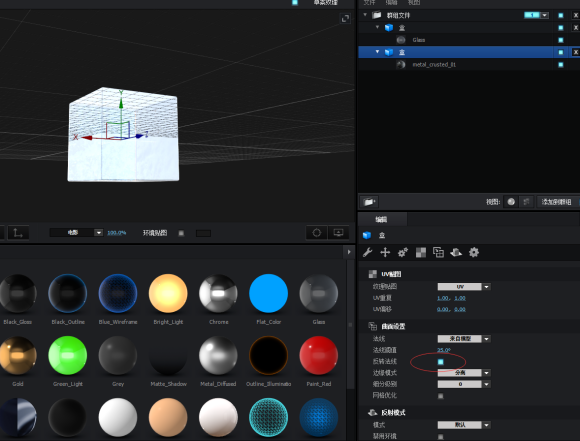 单张纹理
文件 编辑 视图
群组文件
盒
Glass
盒
metal_crusted_lit
Y
X
Z
视图: 添加到群组
电影 100.0% 环境贴图
编辑
盒
UV贴图
纹理贴图 UV
UV重复 1.00, 1.00
UV偏移 0.00, 0.00
曲面设置
法线 来自模型
法线阈值 35.0°
反转法线
边缘模式 分离
细分级别 0
网格优化
反射模式
模式 默认
禁用环境
Black_Gloss Black_Outline Blue_Wireframe Bright_Light Chrome Flat_Color Glass
Gold Green_Light Grey Matte_Shadow Metal_Diffused Outline_Illuminatio Paint_Red